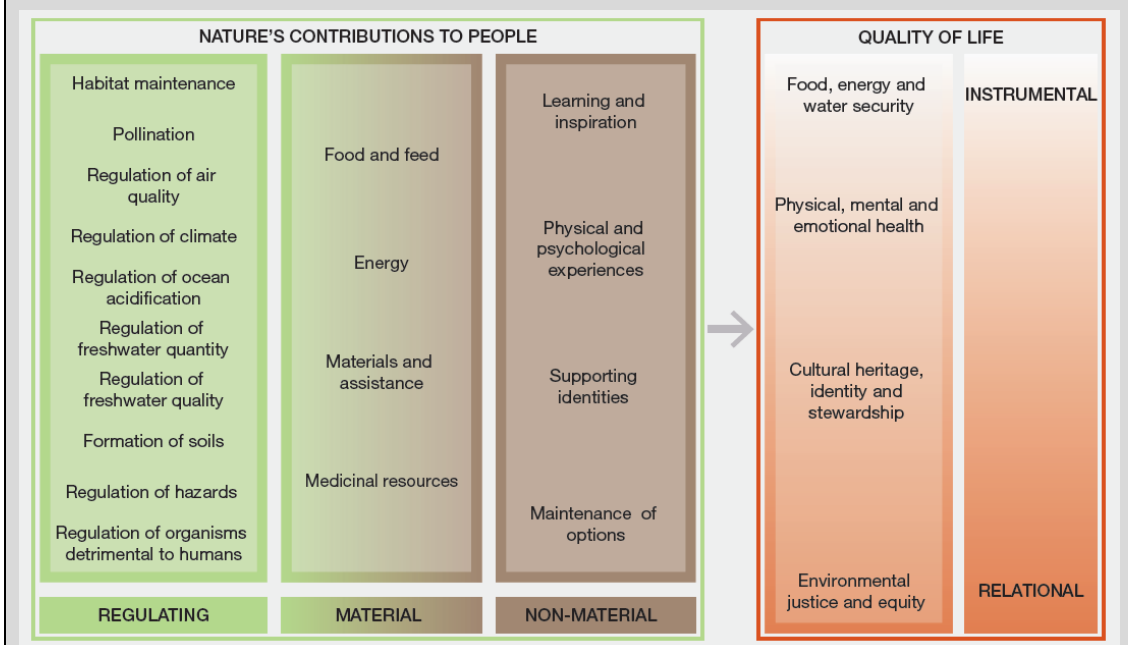 NATURE'S CONTRIBUTIONS TO PEOPLE
Habitat maintenance
Pollination
Regulation of air
quality
Regulation of climate
Regulation of ocean
acidification
Regulation of
freshwater quantity
Regulation of
freshwater quality
Formation of soils
Regulation of hazards
Regulation of organisms
detrimental to humans
REGULATING
Food and feed
Energy
Materials and
assistance
Medicinal resources
MATERIAL
Learning and
inspiration
Physical and
psychological
experiences
Supporting
identities
Maintenance of
options
NON-MATERIAL
QUALITY OF LIFE
Food, energy and
water security
Physical, mental and
emotional health
Cultural heritage,
identity and
stewardship
Environmental
justice and equity
INSTRUMENTAL
RELATIONAL